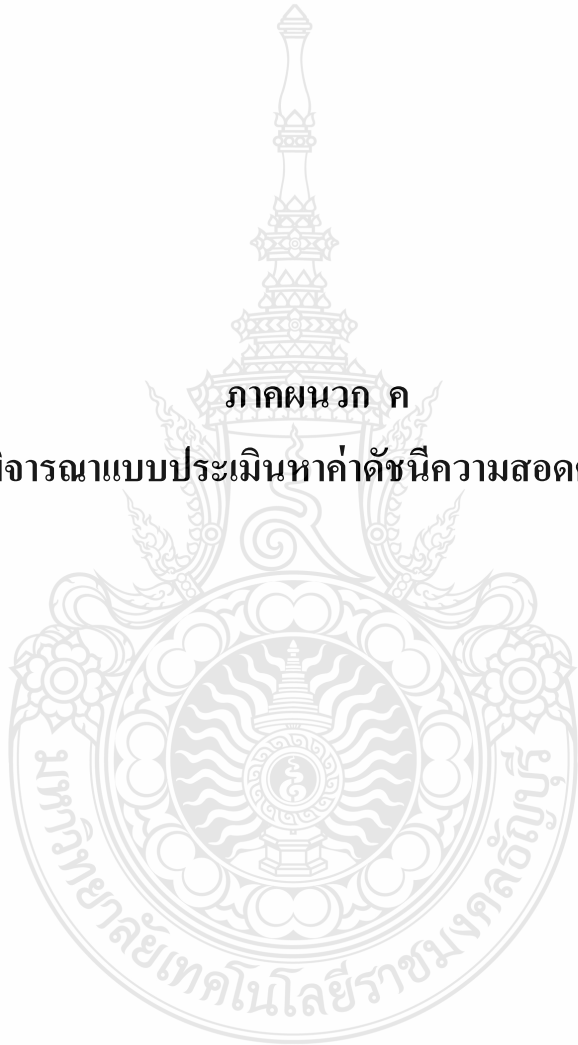 ภาคผนวก ค
พิจารณาแบบประเมินหาค่าดัชนีความสอดค
มหาวิทยาลัยเทคโนโลยีราชมงคลธัญบุรี